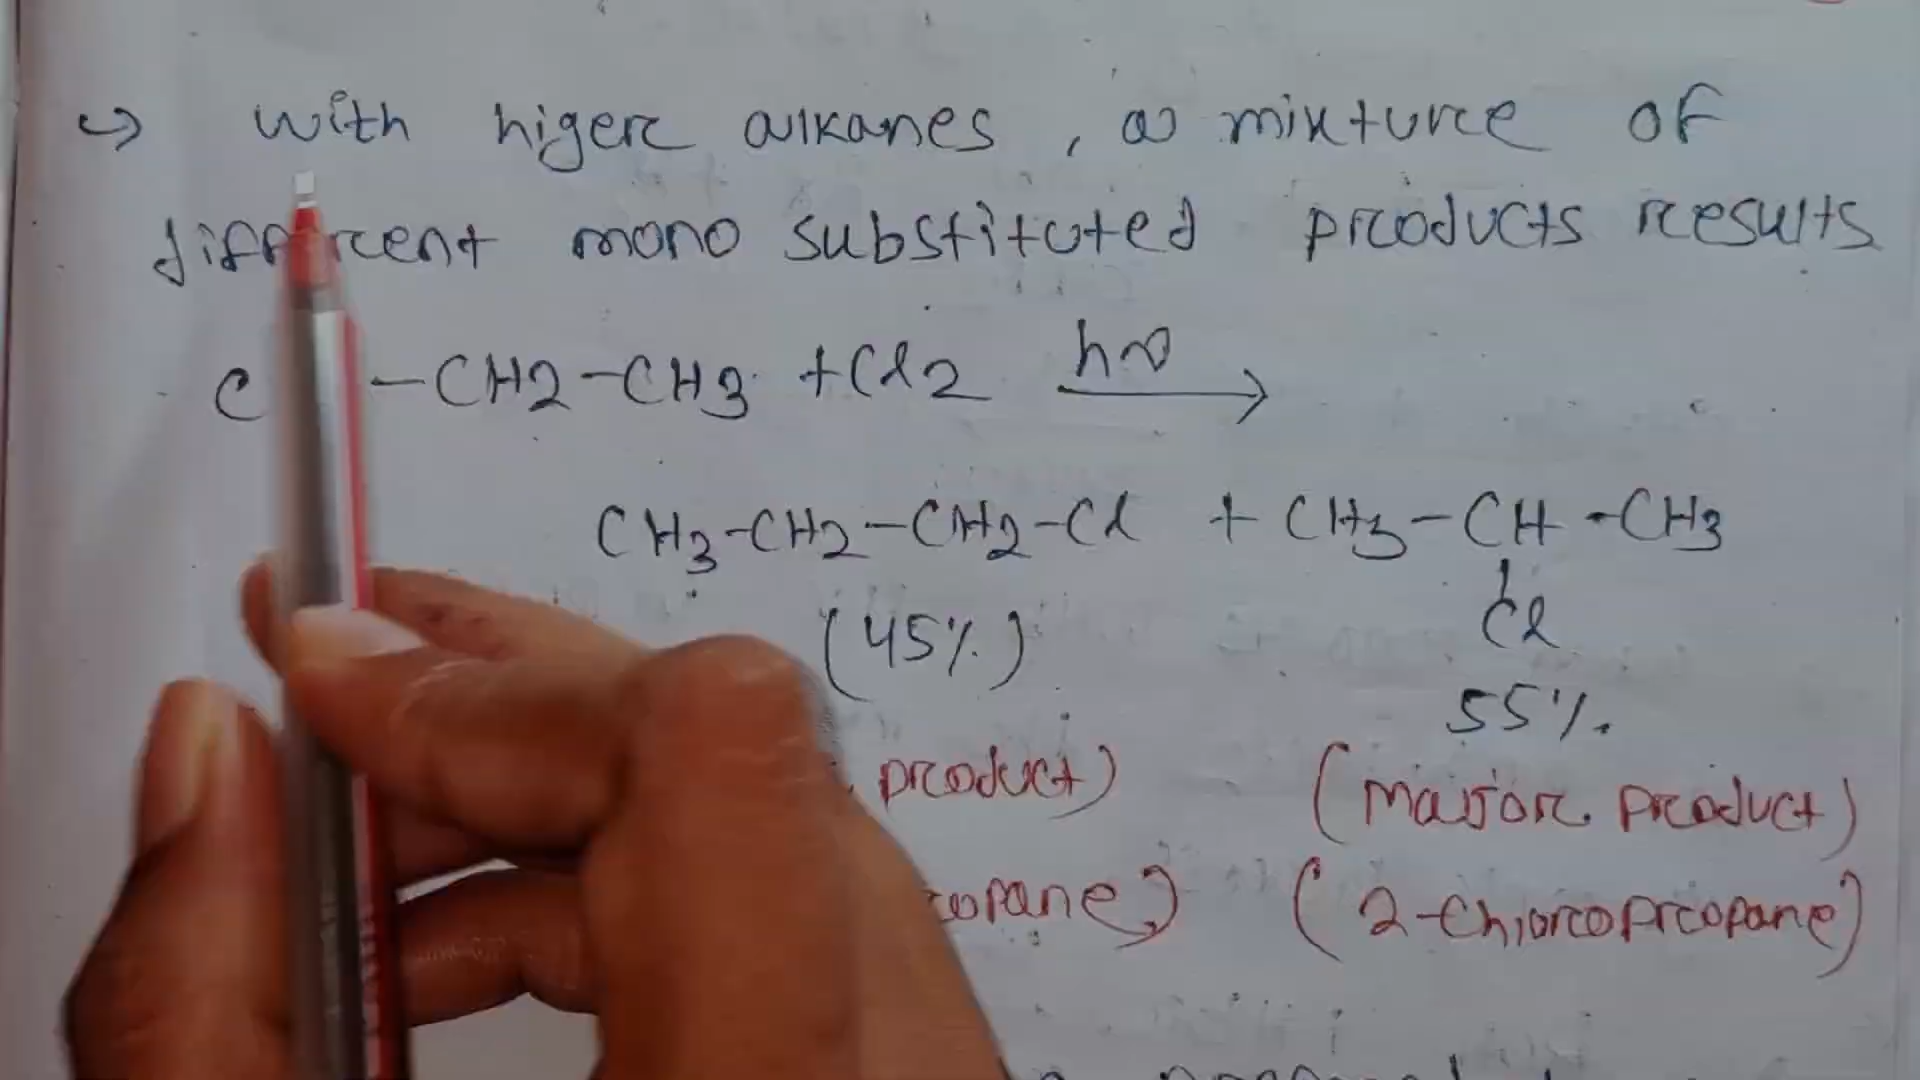 ↪ With higer alkanes, a mixture of
different mono substituted products results
C -CH2-CH3 +Cl2 hν →
CH3-CH2-CH2-Cl + CH3-CH-CH3
Cl
(45%)
55%.
product) (Major product)
opane) (2-Chloropropane)